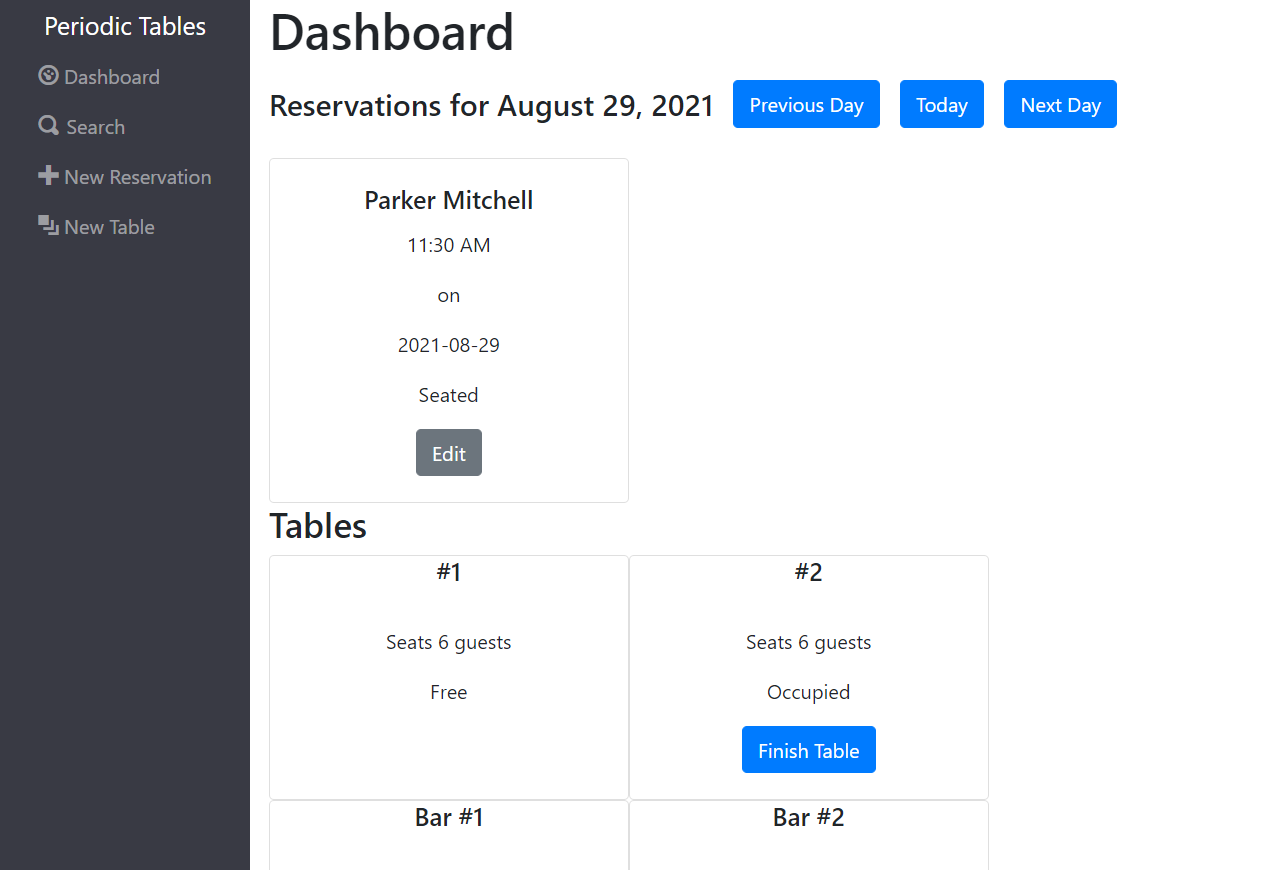 Periodic Tables
Dashboard
Search
New Reservation
New Table
Dashboard
Reservations for August 29, 2021
Previous Day
Today
Next Day
Parker Mitchell
11:30 AM
on
2021-08-29
Seated
Edit
Tables
#1
Seats 6 guests
Free
#2
Seats 6 guests
Occupied
Finish Table
Bar #1
Bar #2